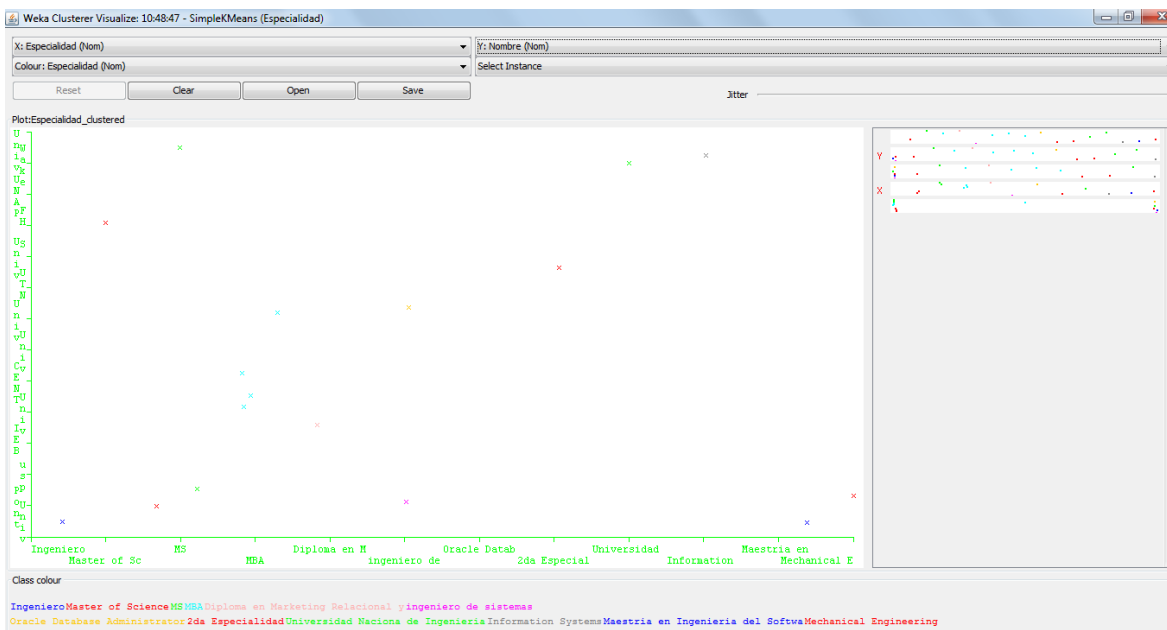 Weka Clusterer Visualize: 10:48:47 - SimpleKMeans (Especialidad)
X: Especialidad (Nom) Y: Nombre (Nom)
Colour: Especialidad (Nom) Select Instance
Reset Clear Open Save Jitter
Plot:Especialidad_clustered
Y
X
Ingeniero MS Diploma en M Oracle Datab Universidad Maestria en
Master of Sc MBA ingeniero de 2da Especial Information Mechanical E
Class colour
Ingeniero Master of Science MS MBA Diploma en Marketing Relacional y ingeniero de sistemas
Oracle Database Administrator 2da Especialidad Universidad Naciona de Ingenieria Information Systems Maestria en Ingenieria del Softwa Mechanical Engineering